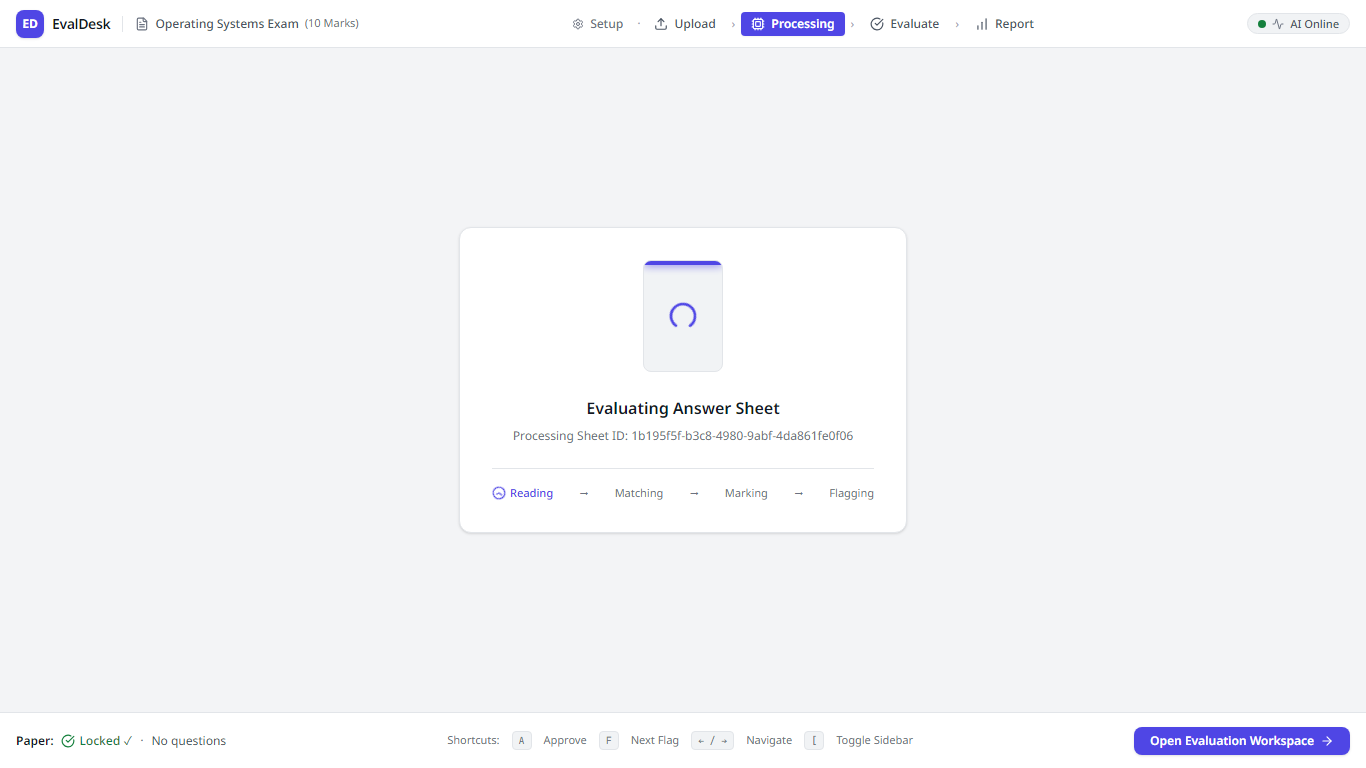 ED EvalDesk Operating Systems Exam (10 Marks) Setup · Upload › Processing › Evaluate › Report AI Online
Evaluating Answer Sheet
Processing Sheet ID: 1b195f5f-b3c8-4980-9abf-4da861fe0f06
Reading → Matching → Marking → Flagging
Paper: Locked ✓ · No questions Shortcuts: A Approve F Next Flag ← / → Navigate [ Toggle Sidebar Open Evaluation Workspace →